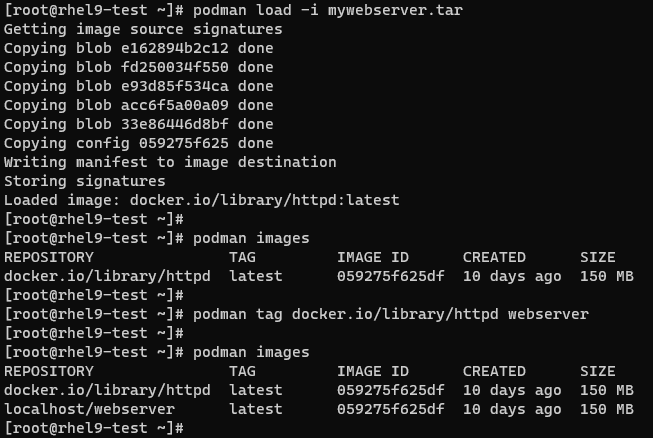 [root@rhel9-test ~]# podman load -i mywebserver.tar
Getting image source signatures
Copying blob e162894b2c12 done
Copying blob fd250034f550 done
Copying blob e93d85f534ca done
Copying blob acc6f5a00a09 done
Copying blob 33e86446d8bf done
Copying config 059275f625 done
Writing manifest to image destination
Storing signatures
Loaded image: docker.io/library/httpd:latest
[root@rhel9-test ~]#
[root@rhel9-test ~]# podman images
REPOSITORY               TAG         IMAGE ID      CREATED      SIZE
docker.io/library/httpd  latest      059275f625df  10 days ago  150 MB
[root@rhel9-test ~]#
[root@rhel9-test ~]# podman tag docker.io/library/httpd webserver
[root@rhel9-test ~]#
[root@rhel9-test ~]# podman images
REPOSITORY               TAG         IMAGE ID      CREATED      SIZE
docker.io/library/httpd  latest      059275f625df  10 days ago  150 MB
localhost/webserver      latest      059275f625df  10 days ago  150 MB
[root@rhel9-test ~]#